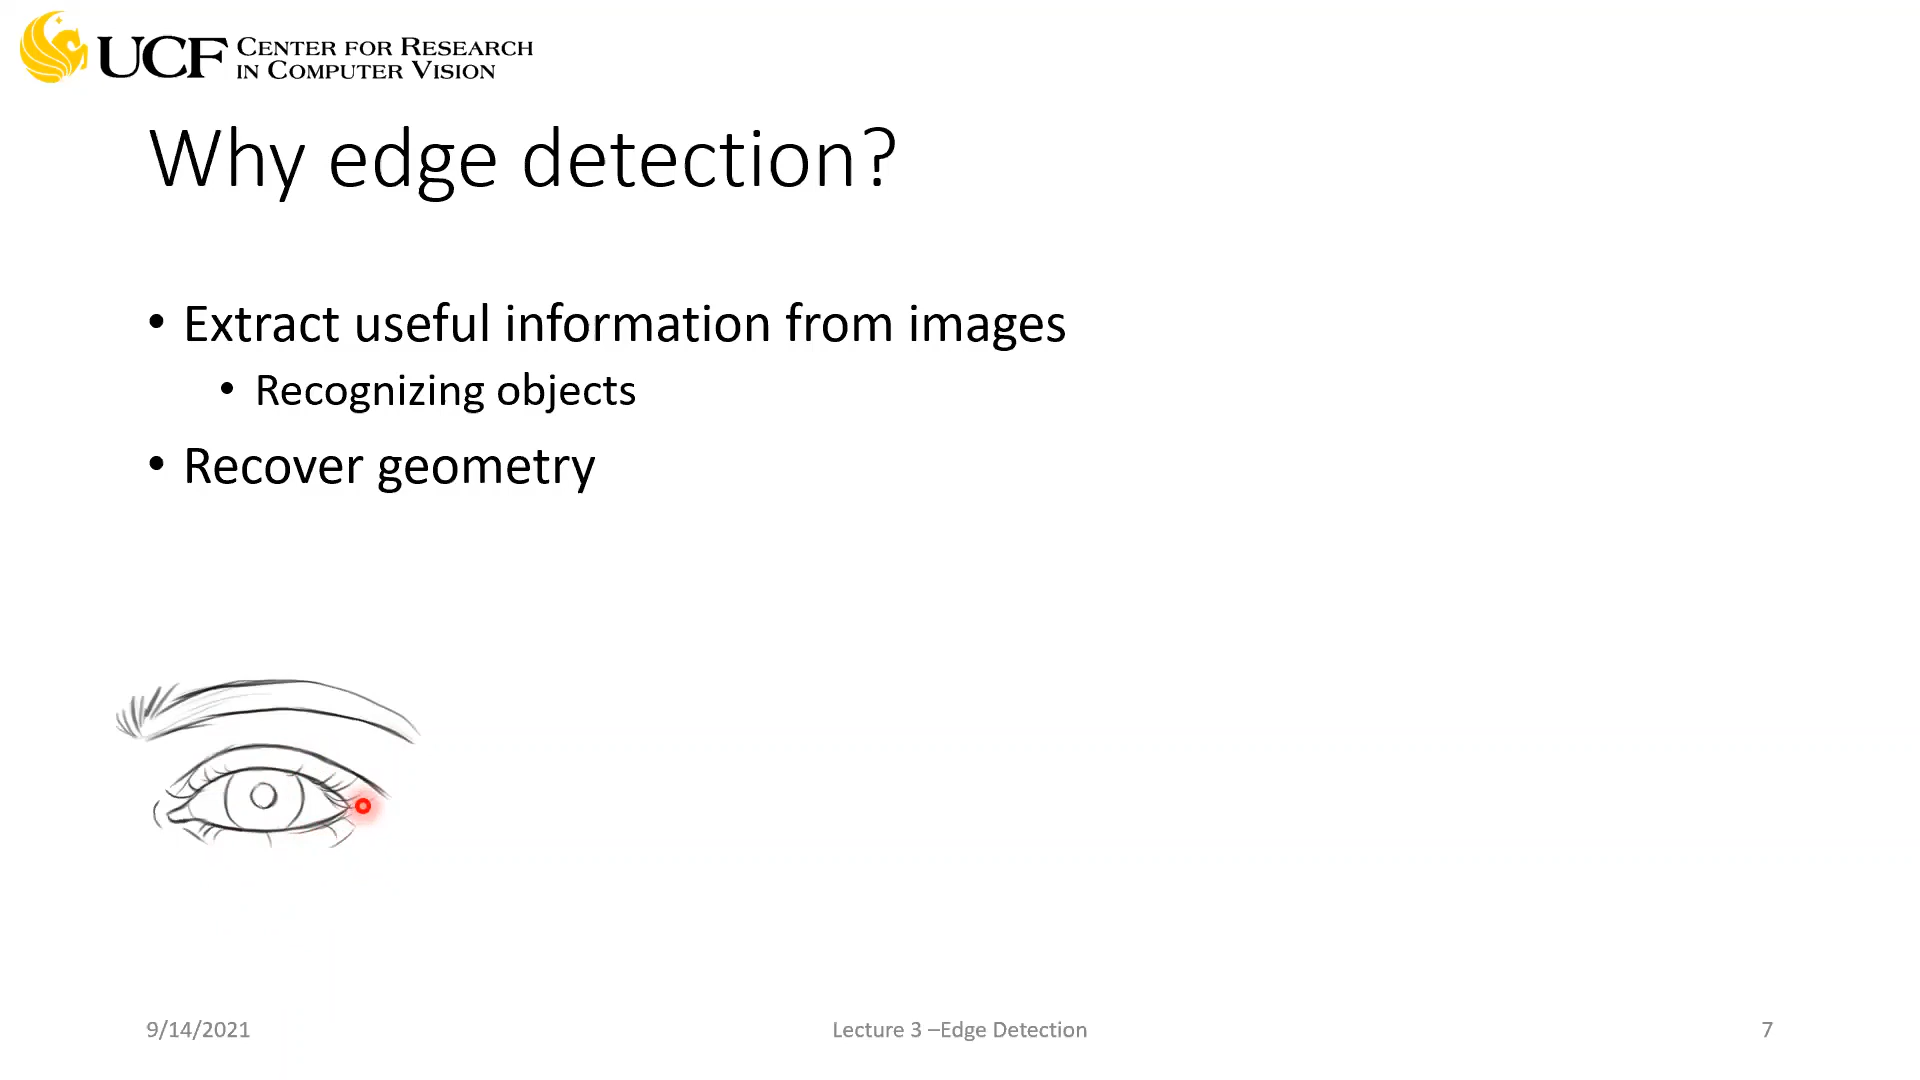 UCF CENTER FOR RESEARCH
IN COMPUTER VISION
Why edge detection?
• Extract useful information from images
• Recognizing objects
• Recover geometry
9/14/2021
Lecture 3 –Edge Detection
7